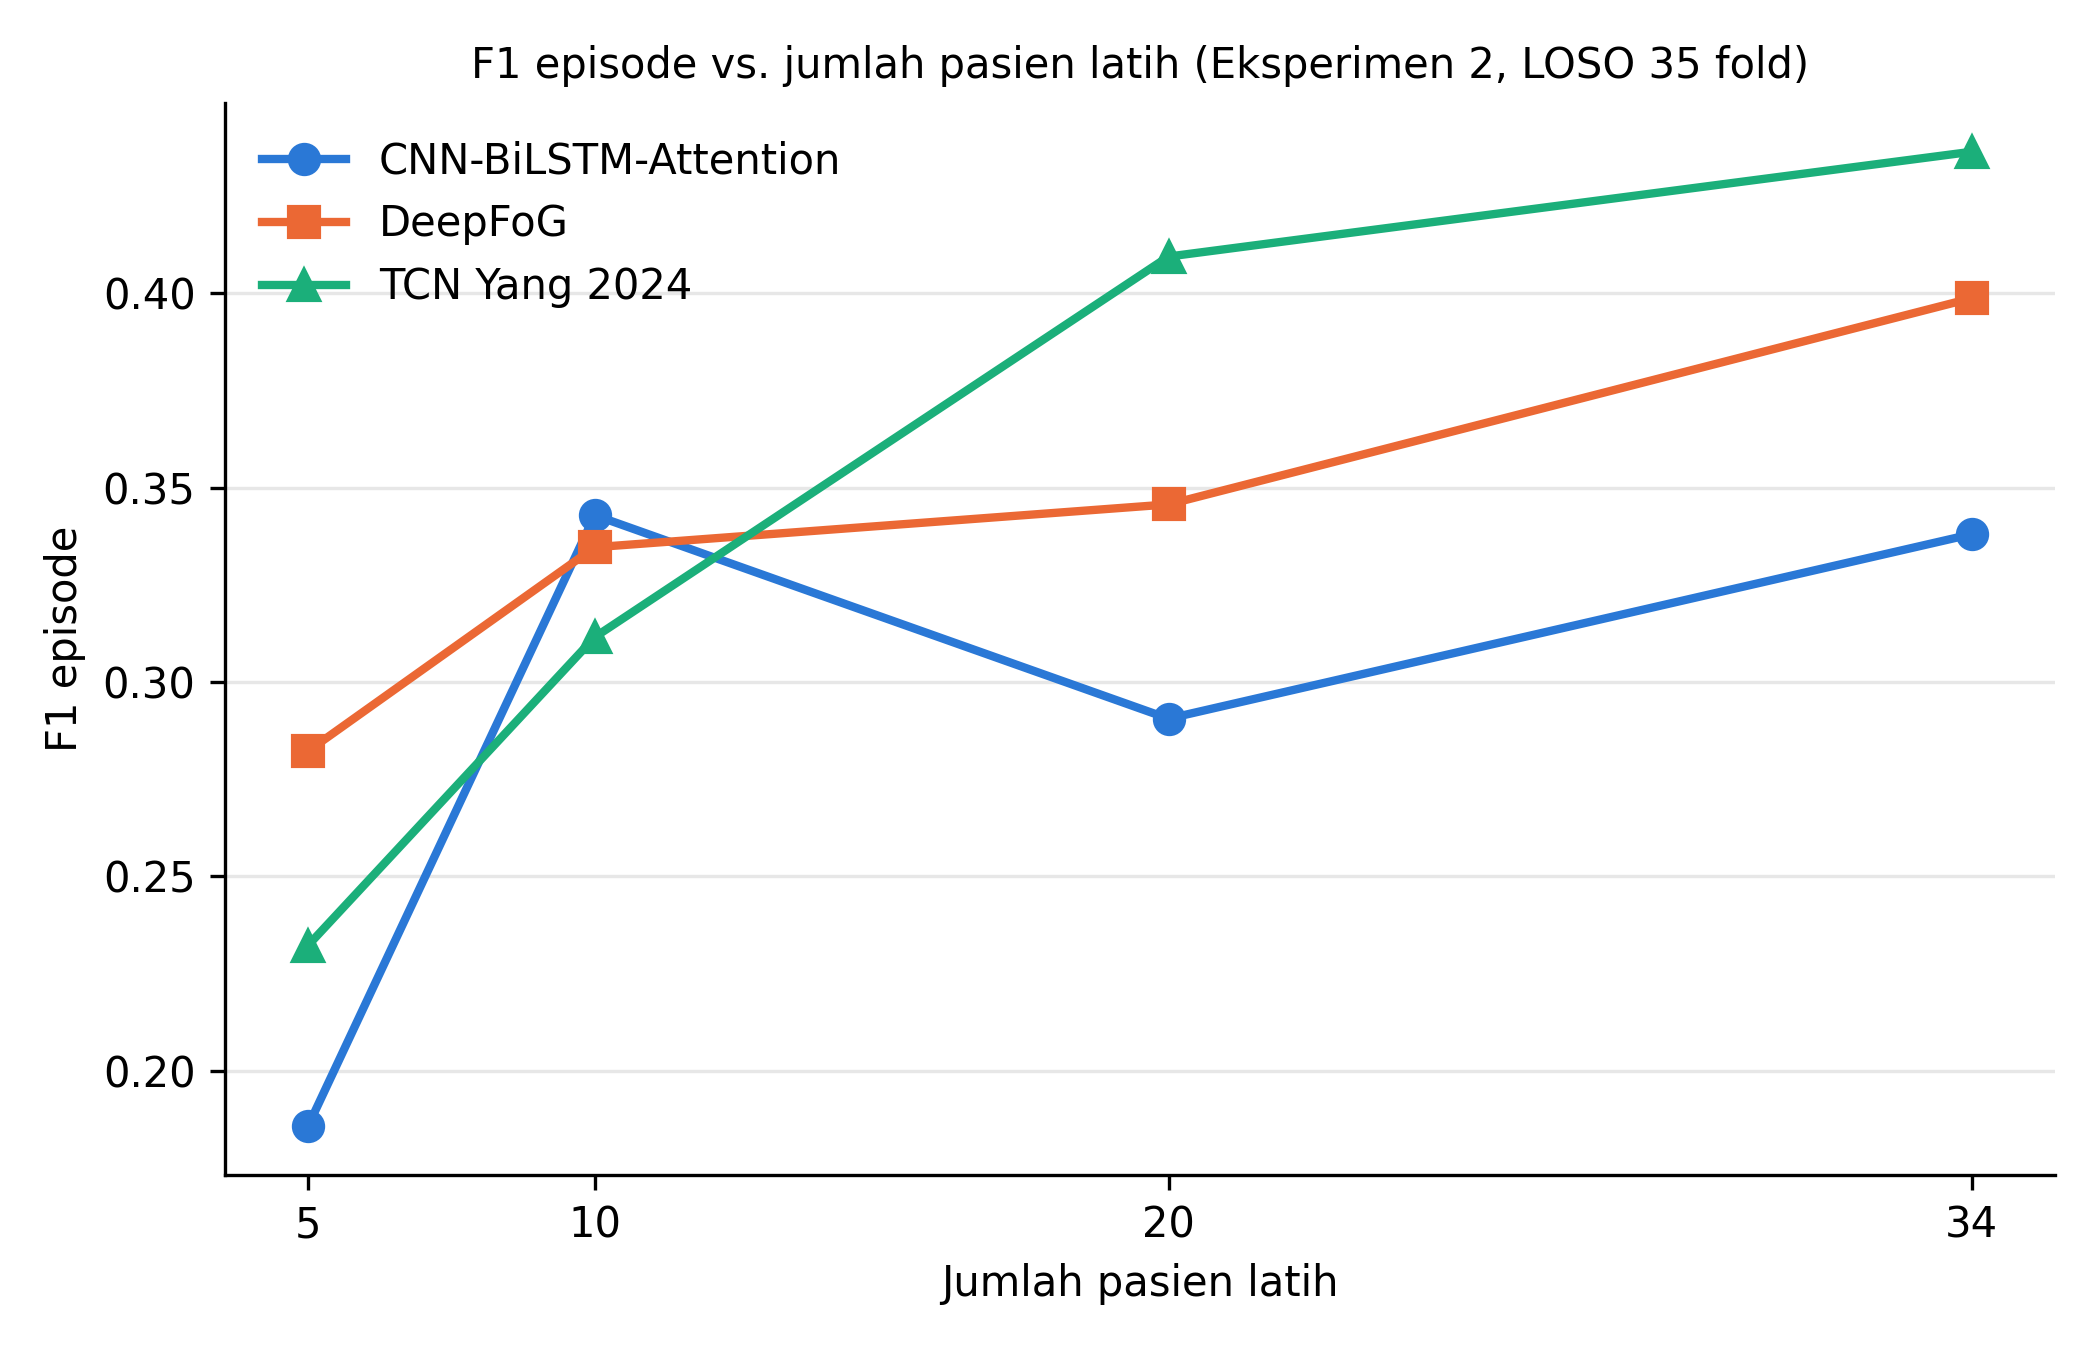 F1 episode vs. jumlah pasien latih (Eksperimen 2, LOSO 35 fold)
CNN-BiLSTM-Attention
DeepFoG
TCN Yang 2024
0.40
0.35
0.30
0.25
0.20
F1 episode
5 10 20 34
Jumlah pasien latih